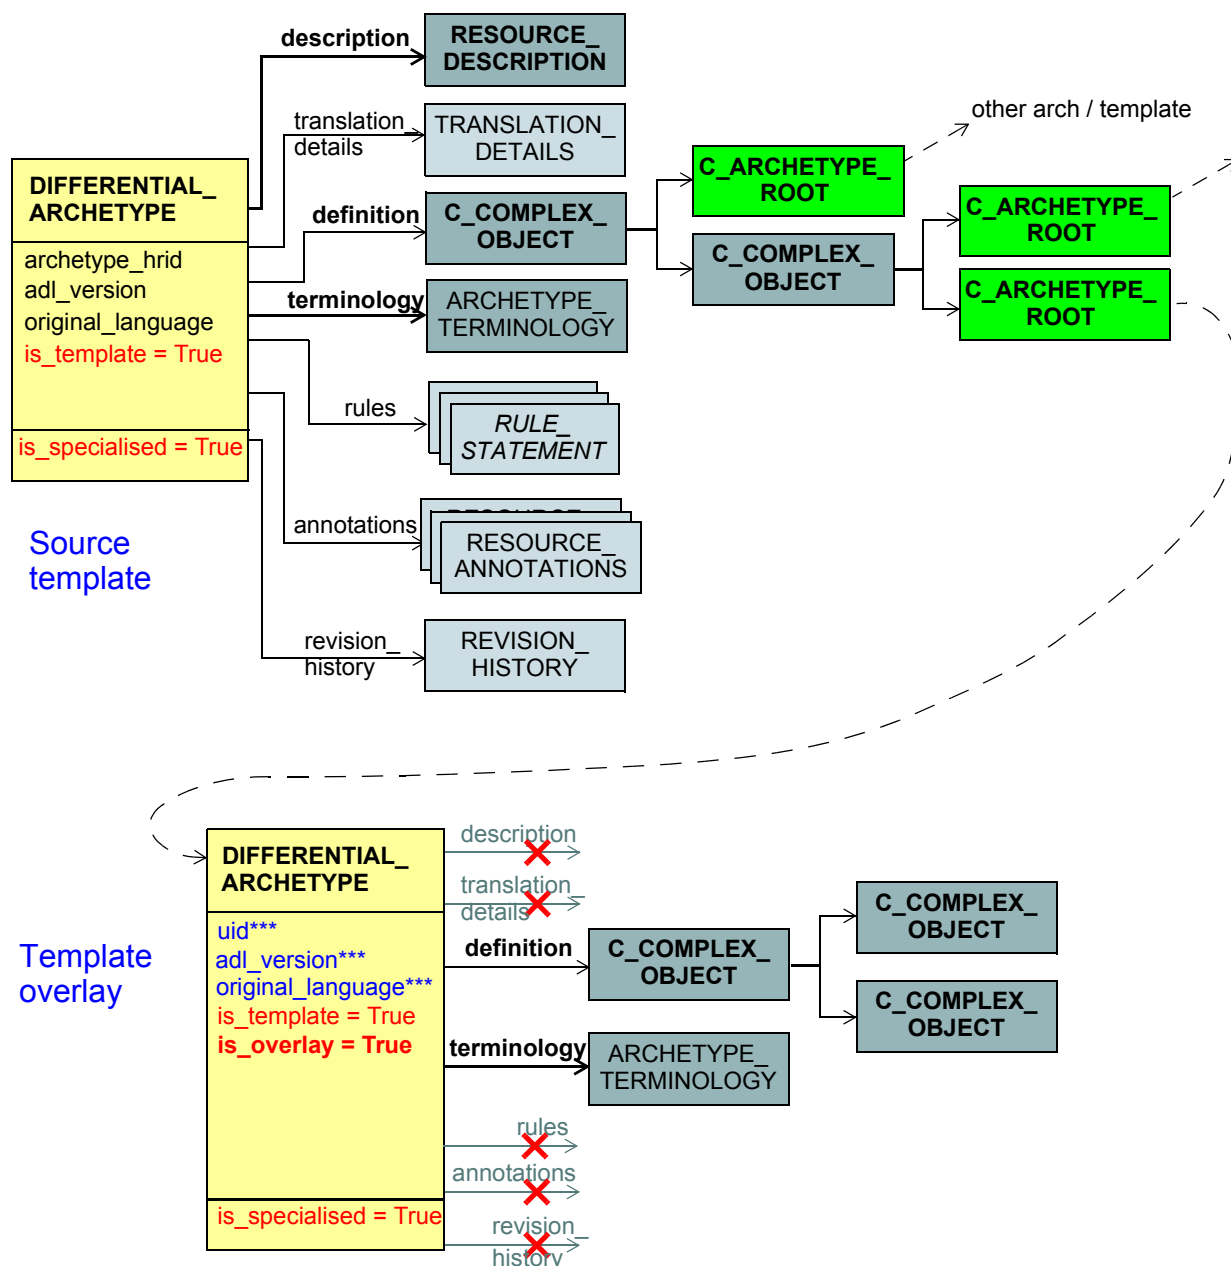 description
RESOURCE_
DESCRIPTION
translation_
details
TRANSLATION_
DETAILS
other arch / template
DIFFERENTIAL_
ARCHETYPE
archetype_hrid
adl_version
original_language
is_template = True
is_specialised = True
definition
C_COMPLEX_
OBJECT
C_ARCHETYPE_
ROOT
C_COMPLEX_
OBJECT
C_ARCHETYPE_
ROOT
C_ARCHETYPE_
ROOT
terminology
ARCHETYPE_
TERMINOLOGY
rules
RULE_
STATEMENT
annotations
RESOURCE_
RESOURCE_
ANNOTATIONS
revision_
history
REVISION_
HISTORY
Source
template
Template
overlay
DIFFERENTIAL_
ARCHETYPE
uid***
adl_version***
original_language***
is_template = True
is_overlay = True
is_specialised = True
description
translation_
details
definition
C_COMPLEX_
OBJECT
C_COMPLEX_
OBJECT
C_COMPLEX_
OBJECT
terminology
ARCHETYPE_
TERMINOLOGY
rules
annotations
revision_
history